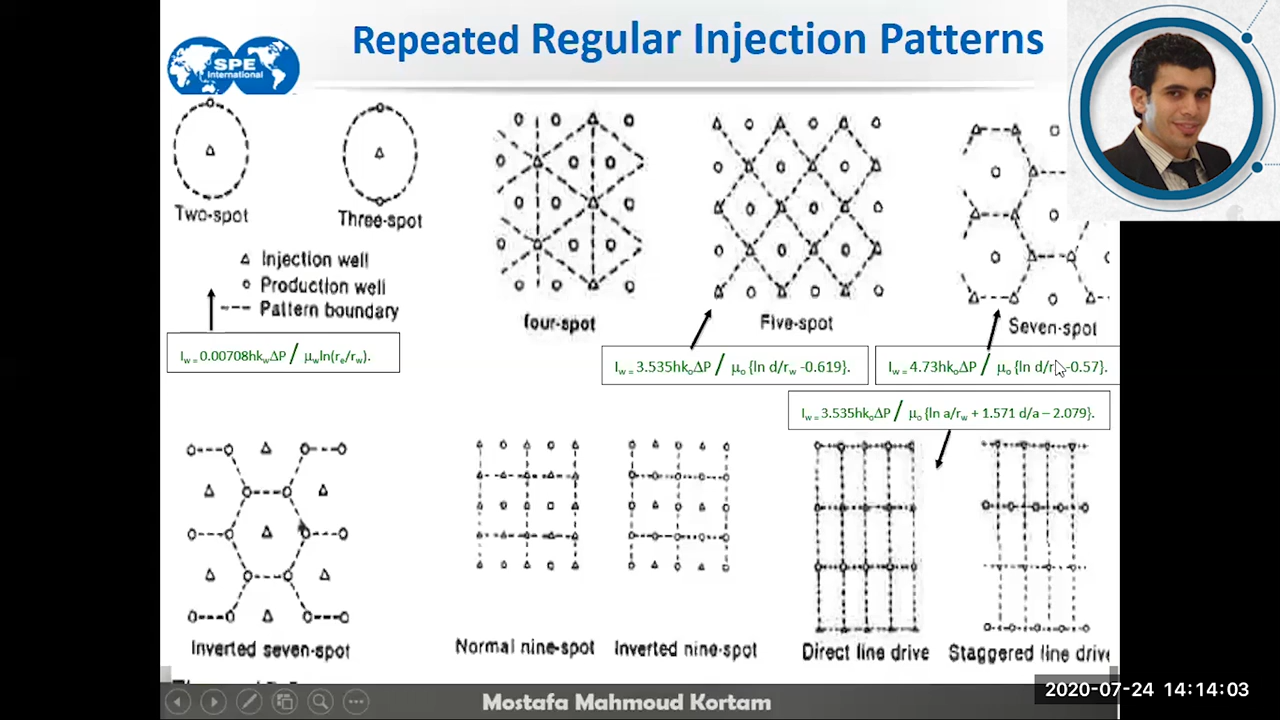 Repeated Regular Injection Patterns
SPE
International
Two-spot
Three-spot
Injection well
Production well
Pattern boundary
four-spot
Five-spot
Seven-spot
Iw = 0.00708hkwΔP / μwln(re/rw).
Iw = 3.535hkoΔP / μo {ln d/rw -0.619}.
Iw = 4.73hkoΔP / μo {ln d/r -0.57}.
Iw = 3.535hkoΔP / μo {ln a/rw + 1.571 d/a – 2.079}.
Inverted seven-spot
Normal nine-spot
Inverted nine-spot
Direct line drive
Staggered line drive
Mostafa Mahmoud Kortam
2020-07-24 14:14:03